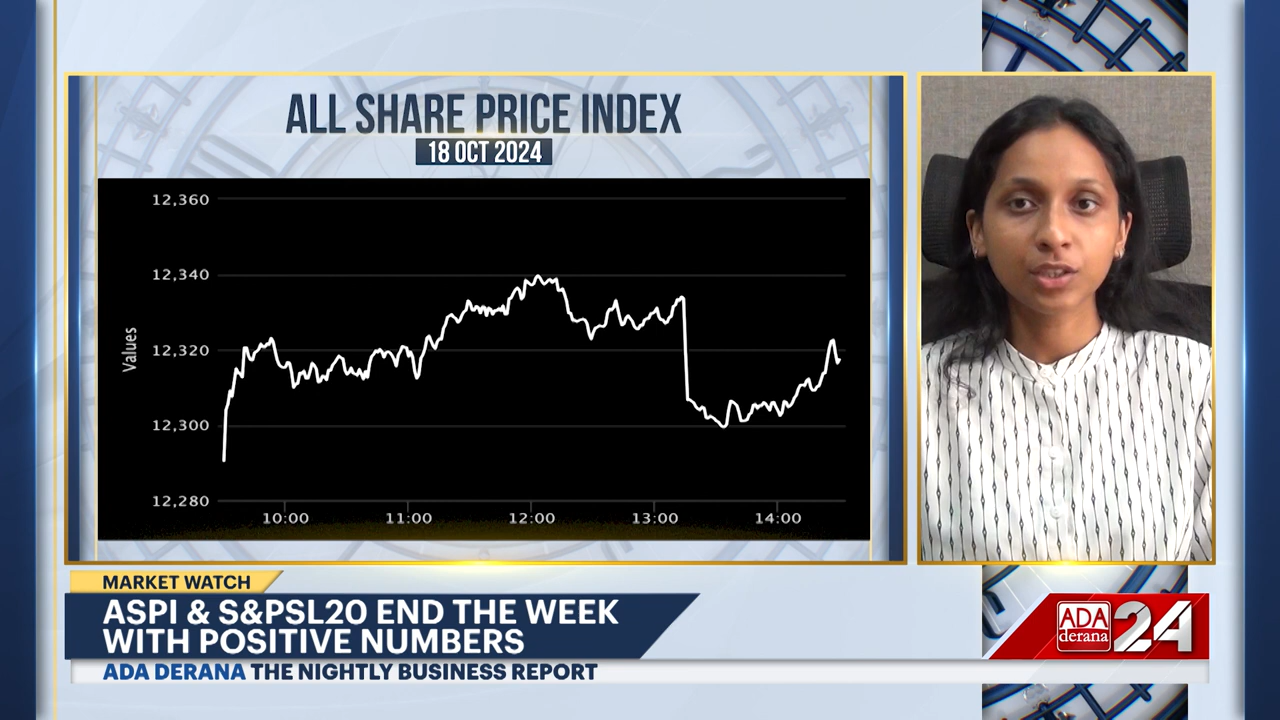 ALL SHARE PRICE INDEX
18 OCT 2024
12,360
12,340
12,320
12,300
12,280
Values
10:00
11:00
12:00
13:00
14:00
MARKET WATCH
ASPI & S&PSL20 END THE WEEK
WITH POSITIVE NUMBERS
ADA DERANA THE NIGHTLY BUSINESS REPORT
ADA
derana
24